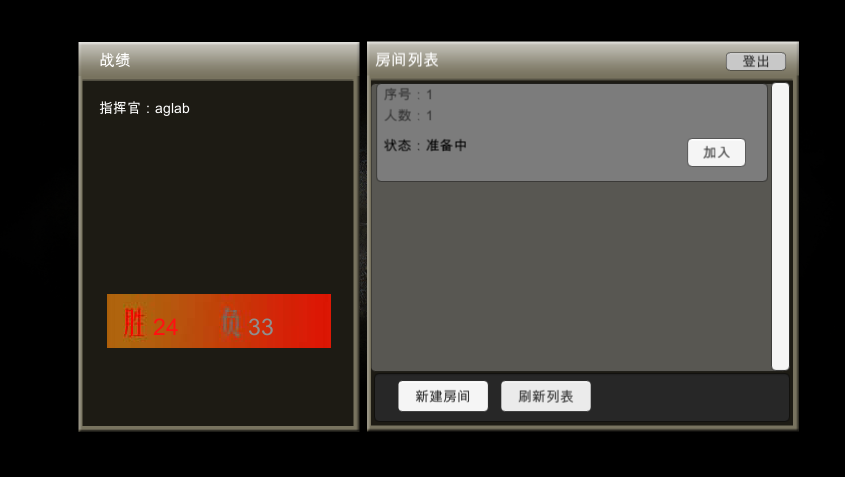 战绩
指挥官：aglab
胜 24 负 33
房间列表
登出
序号：1
人数：1
状态：准备中
加入
新建房间
刷新列表